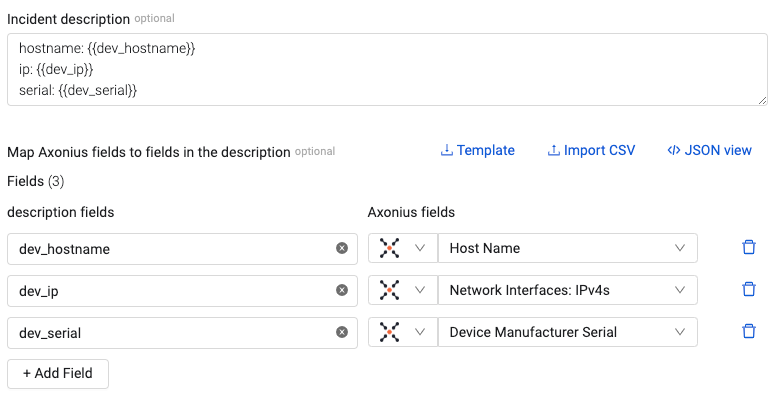 Incident description optional
hostname: {{dev_hostname}}
ip: {{dev_ip}}
serial: {{dev_serial}}
Map Axonius fields to fields in the description optional
Template Import CSV </> JSON view
Fields (3)
description fields Axonius fields
dev_hostname Host Name
dev_ip Network Interfaces: IPv4s
dev_serial Device Manufacturer Serial
+ Add Field